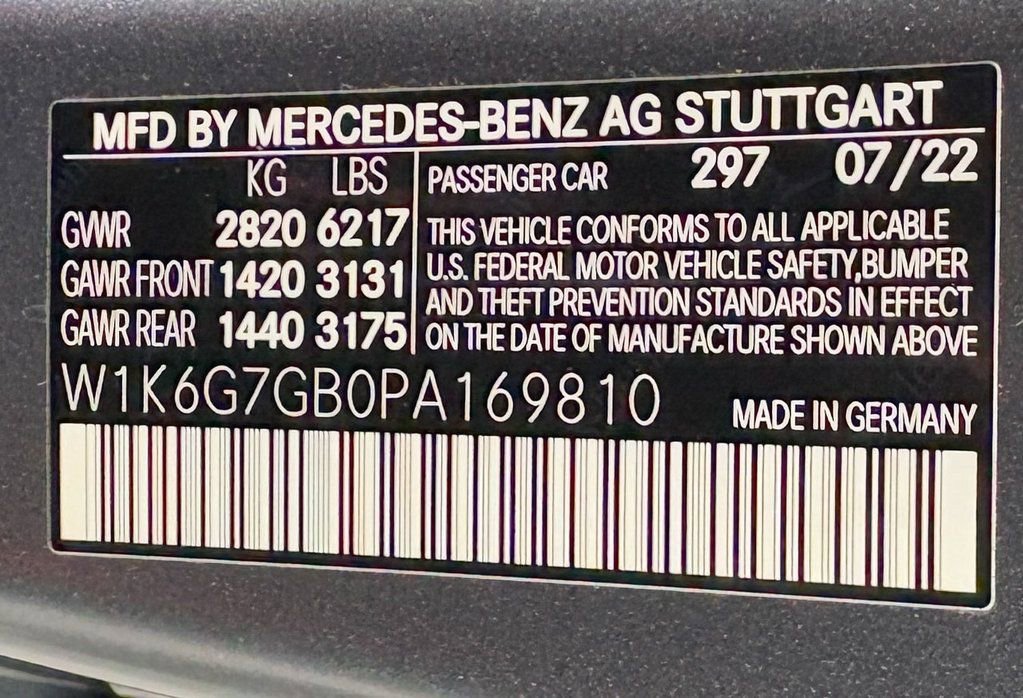 MFD BY MERCEDES-BENZ AG STUTTGART
KG LBS
GVWR 2820 6217
GAWR FRONT 1420 3131
GAWR REAR 1440 3175
PASSENGER CAR 297 07/22
THIS VEHICLE CONFORMS TO ALL APPLICABLE
U.S. FEDERAL MOTOR VEHICLE SAFETY,BUMPER
AND THEFT PREVENTION STANDARDS IN EFFECT
ON THE DATE OF MANUFACTURE SHOWN ABOVE
W1K6G7GB0PA169810
MADE IN GERMANY